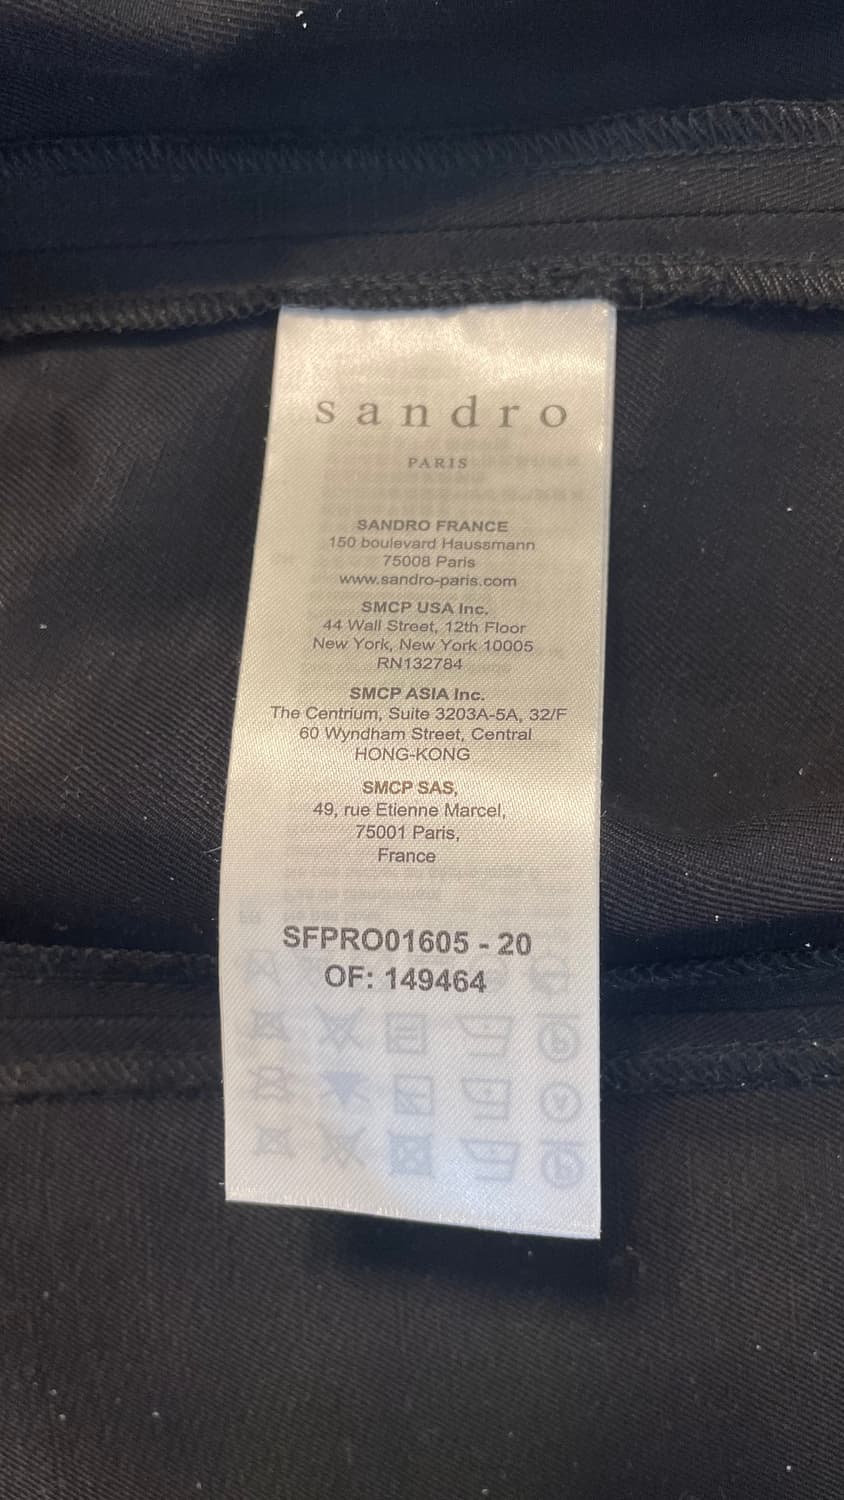 sandro
PARIS
SANDRO FRANCE
150 boulevard Haussmann
75008 Paris
www.sandro-paris.com
SMCP USA Inc.
44 Wall Street, 12th Floor
New York, New York 10005
RN132784
SMCP ASIA Inc.
The Centrium, Suite 3203A-5A, 32/F
60 Wyndham Street, Central
HONG-KONG
SMCP SAS,
49, rue Etienne Marcel,
75001 Paris,
France
SFPRO01605 - 20
OF: 149464